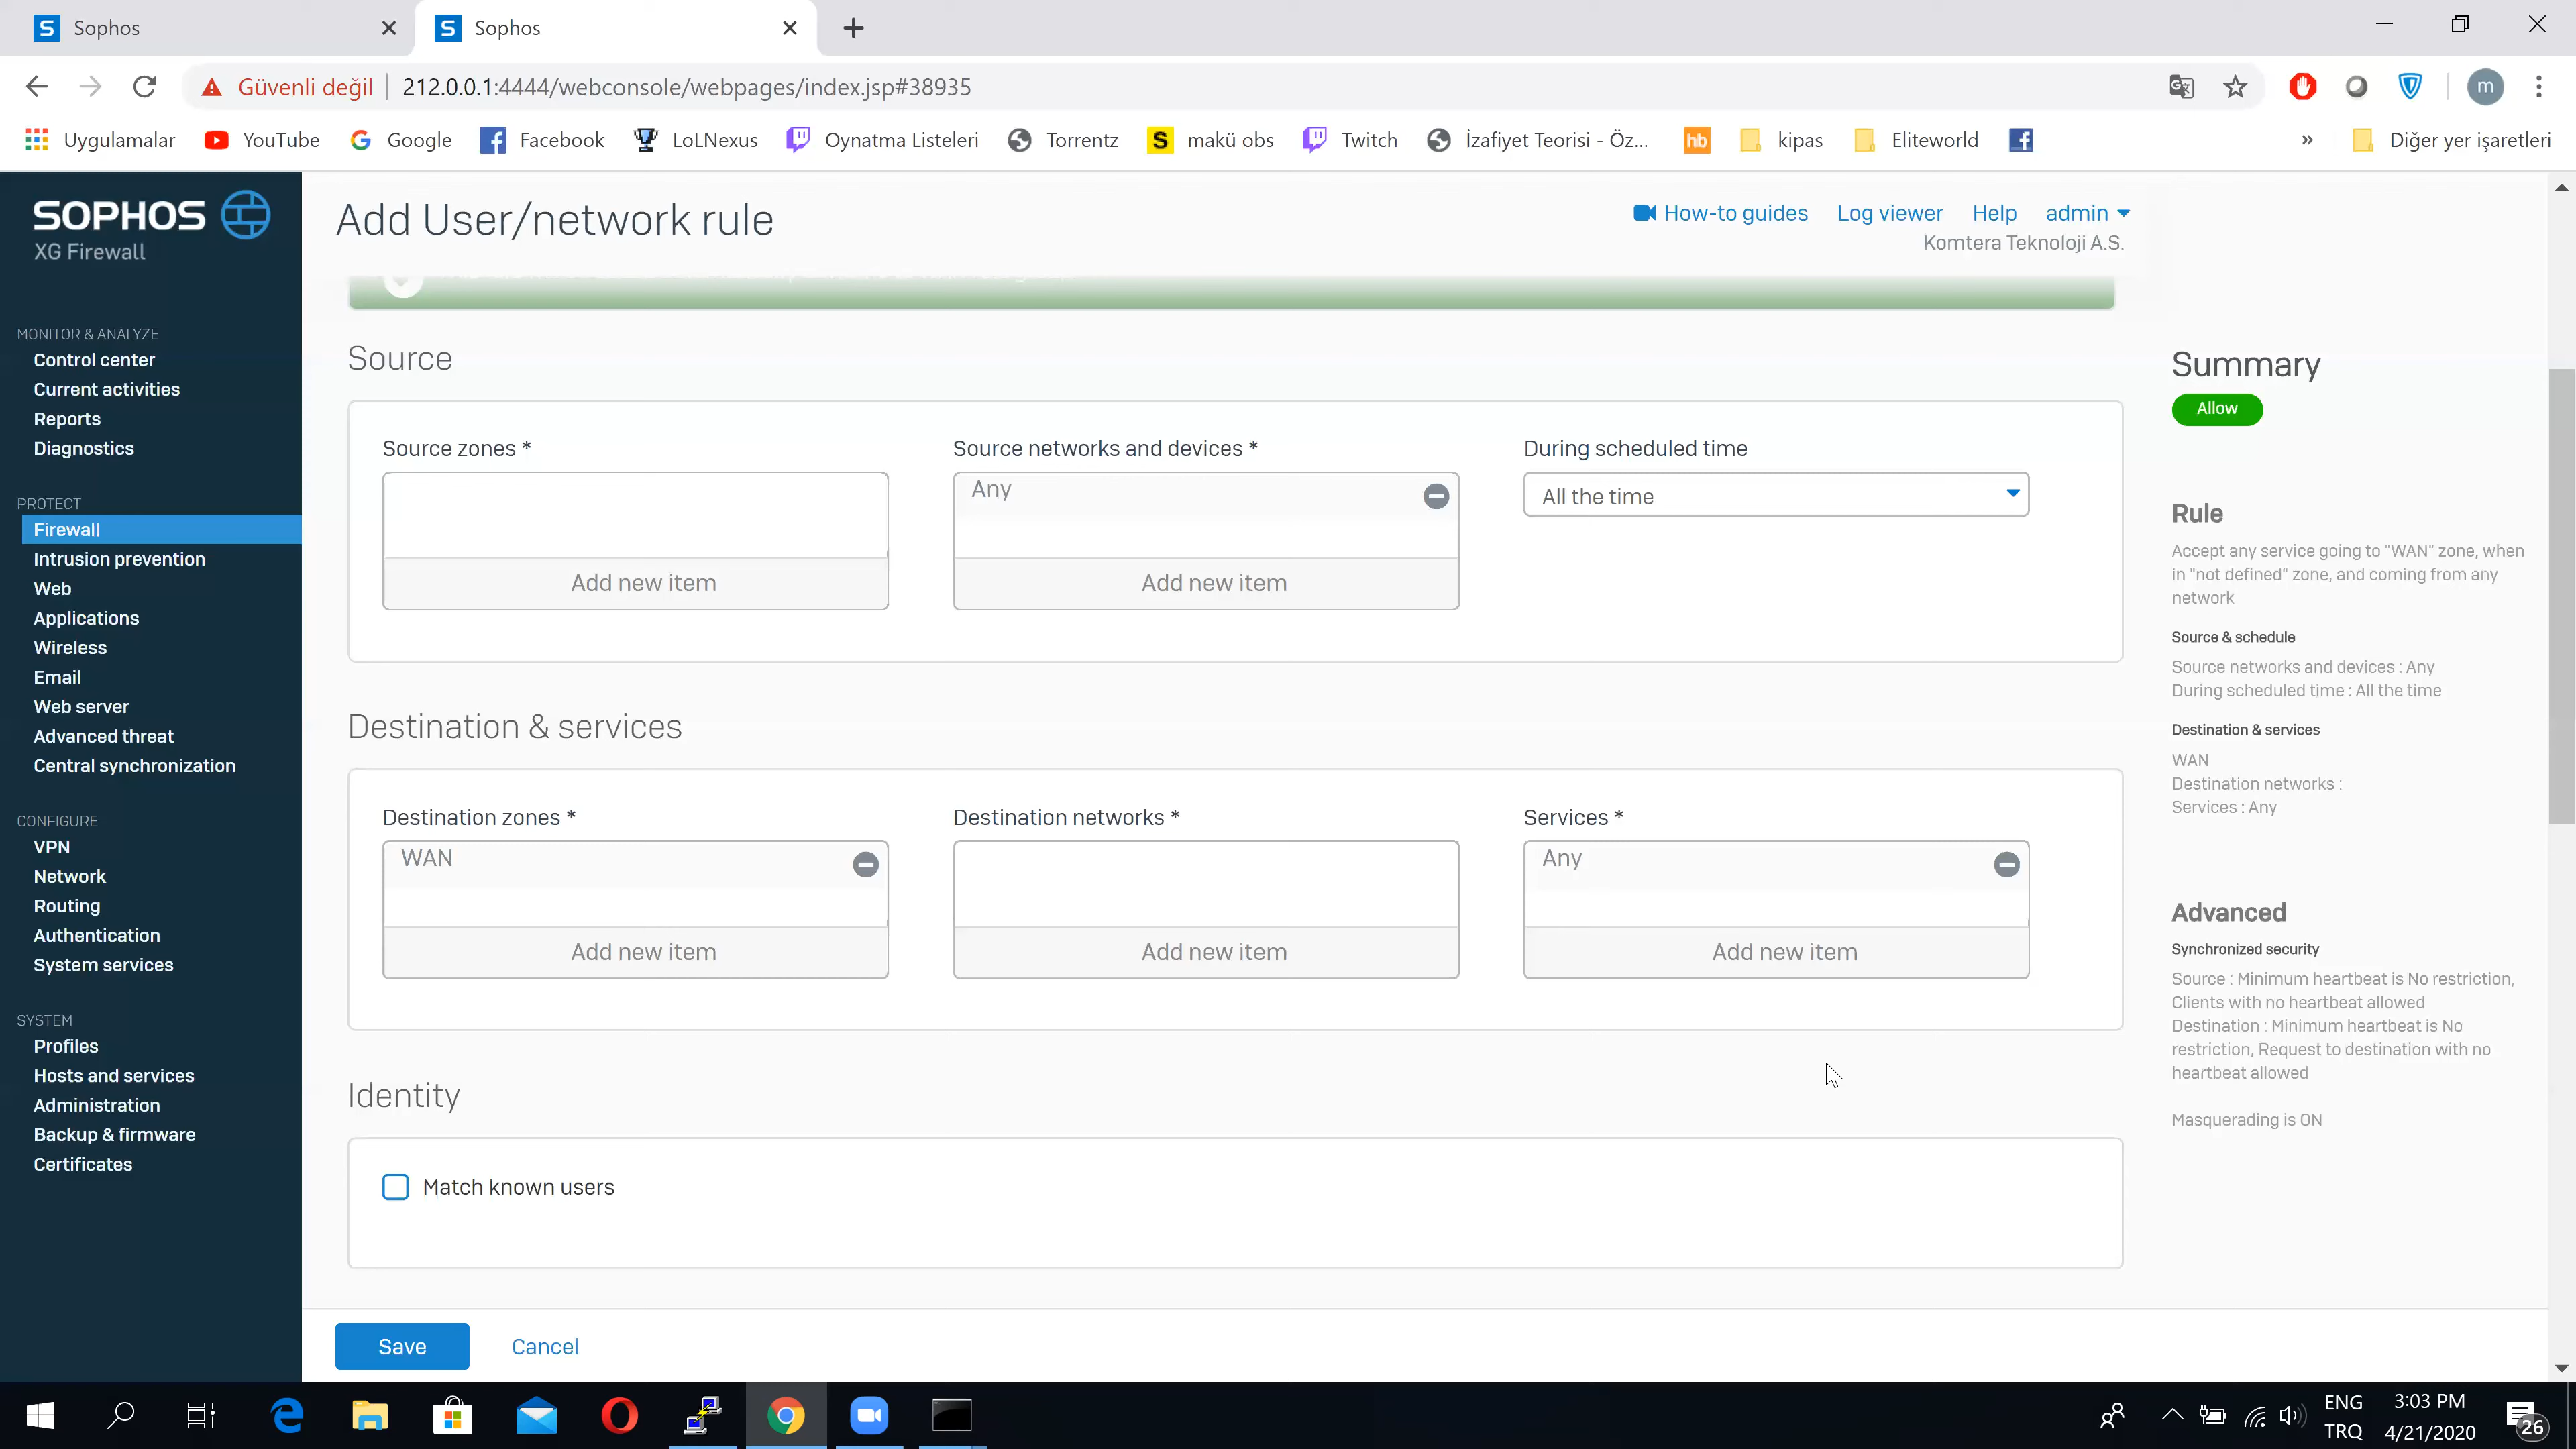 Sophos
Sophos
Güvenli değil
212.0.0.1:4444/webconsole/webpages/index.jsp#38935
m
Uygulamalar
YouTube
Google
Facebook
LoLNexus
Oynatma Listeleri
Torrentz
S
makü obs
Twitch
İzafiyet Teorisi - Öz...
hb
kipas
Eliteworld
»
Diğer yer işaretleri
SOPHOS
XG Firewall
Add User/network rule
How-to guides
Log viewer
Help
admin
Komtera Teknoloji A.S.
MONITOR & ANALYZE
Control center
Current activities
Reports
Diagnostics
PROTECT
Firewall
Intrusion prevention
Web
Applications
Wireless
Email
Web server
Advanced threat
Central synchronization
CONFIGURE
VPN
Network
Routing
Authentication
System services
SYSTEM
Profiles
Hosts and services
Administration
Backup & firmware
Certificates
Source
Source zones *
Add new item
Source networks and devices *
Any
Add new item
During scheduled time
All the time
Destination & services
Destination zones *
WAN
Add new item
Destination networks *
Add new item
Services *
Any
Add new item
Identity
Match known users
Save
Cancel
Summary
Allow
Rule
Accept any service going to "WAN" zone, when
in "not defined" zone, and coming from any
network
Source & schedule
Source networks and devices : Any
During scheduled time : All the time
Destination & services
WAN
Destination networks :
Services : Any
Advanced
Synchronized security
Source : Minimum heartbeat is No restriction,
Clients with no heartbeat allowed
Destination : Minimum heartbeat is No
restriction, Request to destination with no
heartbeat allowed
Masquerading is ON
ENG
TRQ
3:03 PM
4/21/2020
26